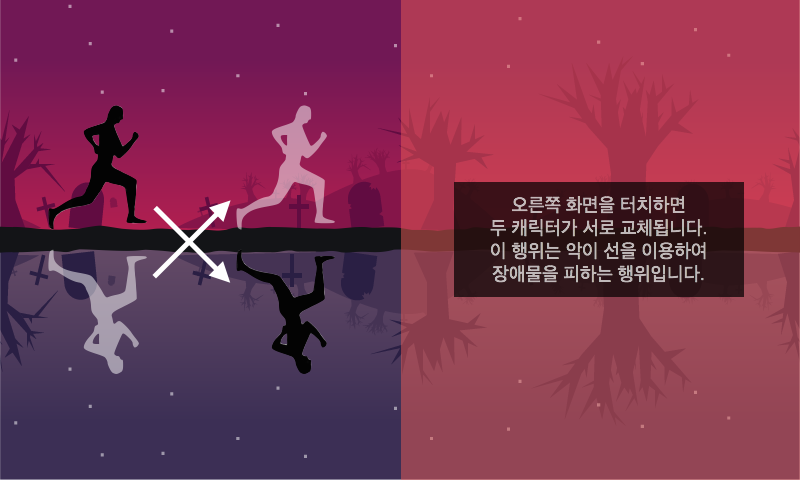 오른쪽 화면을 터치하면
두 캐릭터가 서로 교체됩니다.
이 행위는 악이 선을 이용하여
장애물을 피하는 행위입니다.